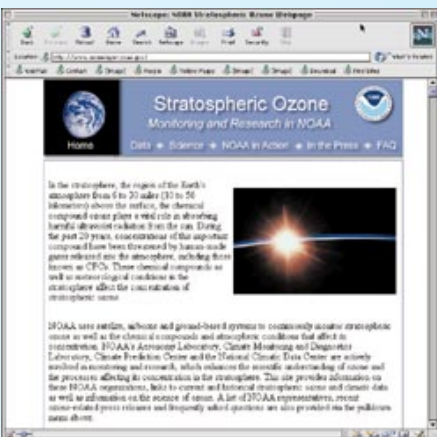 Netscape: NOAA Stratospheric Ozone Webpage
Back Reload Home Search Netscape Print Security
Stratospheric Ozone
Monitoring and Research in NOAA
Home Data Science NOAA in Action In the Press FAQ
In the stratosphere, the region of the Earth's
atmosphere from 6 to 30 miles (10 to 50
kilometers) above the surface, the chemical
compound ozone plays a vital role in absorbing
harmful ultraviolet radiation from the sun. During
the past 20 years, concentrations of this important
compound have been threatened by human-made
gases released into the atmosphere, including those
known as CFCs. These chemical compounds as
well as meteorological conditions in the
stratosphere affect the concentration of
stratospheric ozone.
NOAA uses satellite, airborne and ground-based systems to continuously monitor stratospheric
ozone as well as the chemical compounds and atmospheric conditions that affect its
concentration. NOAA's Aeronomy Laboratory, Climate Monitoring and Diagnostics
Laboratory, Climate Prediction Center and the National Climatic Data Center are actively
involved in monitoring and research, which enhances the scientific understanding of ozone and
the processes affecting its concentration in the stratosphere. This site provides information on
these NOAA organizations, links to current and historical stratospheric ozone and climatic data
as well as information on the science of ozone. A list of NOAA representatives, recent
ozone-related press releases and frequently asked questions are also provided via the pulldown
menu above.